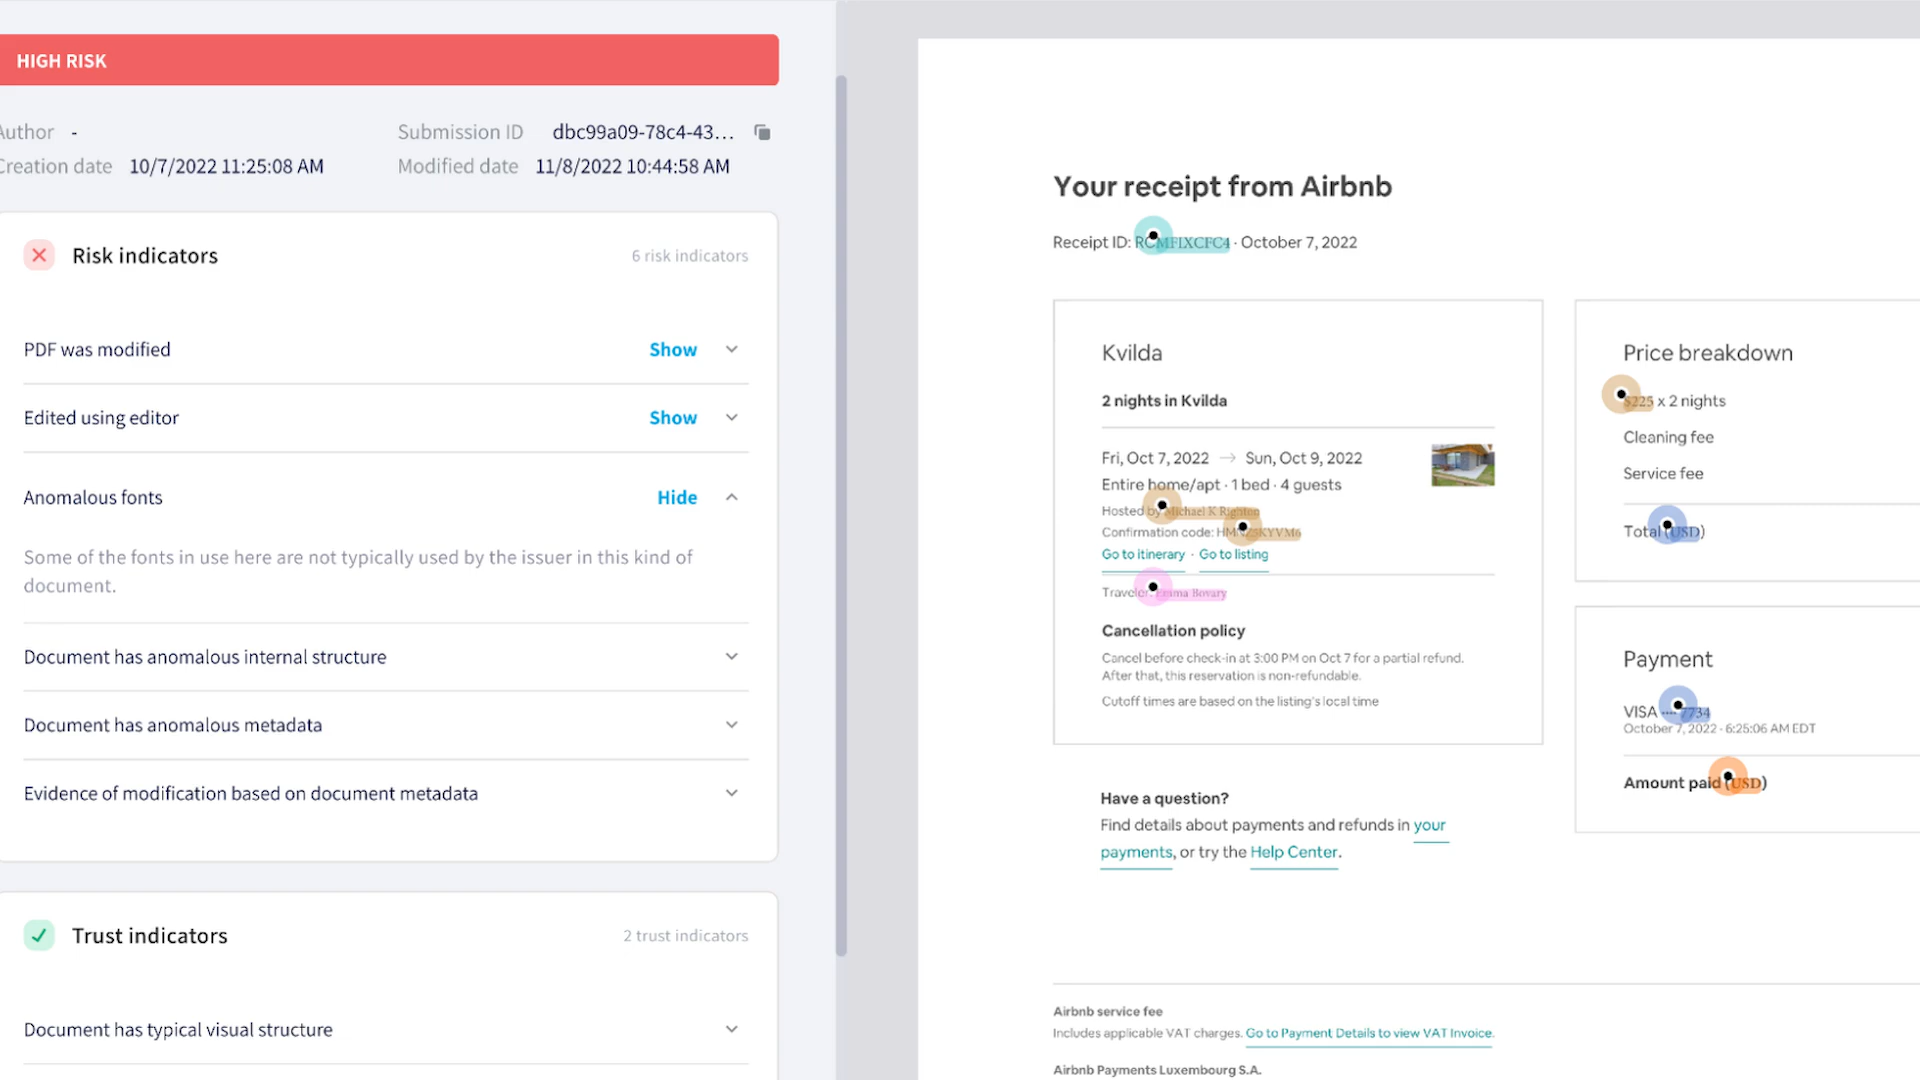 HIGH RISK
Author -
Submission ID dbc99a09-78c4-43...
Creation date 10/7/2022 11:25:08 AM
Modified date 11/8/2022 10:44:58 AM
Risk indicators
6 risk indicators
PDF was modified Show
Edited using editor Show
Anomalous fonts Hide
Some of the fonts in use here are not typically used by the issuer in this kind of
document.
Document has anomalous internal structure
Document has anomalous metadata
Evidence of modification based on document metadata
Trust indicators
2 trust indicators
Document has typical visual structure
Your receipt from Airbnb
Receipt ID: RCMFIXCFC4 · October 7, 2022
Kvilda
2 nights in Kvilda
Fri, Oct 7, 2022 → Sun, Oct 9, 2022
Entire home/apt · 1 bed · 4 guests
Hosted by Michael K Righton
Confirmation code:
Go to itinerary · Go to listing
Traveler: Emma Bovary
Cancellation policy
Cancel before check-in at 3:00 PM on Oct 7 for a partial refund.
After that, this reservation is non-refundable.
Cutoff times are based on the listing's local time
Have a question?
Find details about payments and refunds in your
payments, or try the Help Center.
Price breakdown
$225 x 2 nights
Cleaning fee
Service fee
Total (USD)
Payment
VISA •••• 7734
October 7, 2022 · 6:25:06 AM EDT
Amount paid (USD)
Airbnb service fee
Includes applicable VAT charges. Go to Payment Details to view VAT Invoice.
Airbnb Payments Luxembourg S.A.